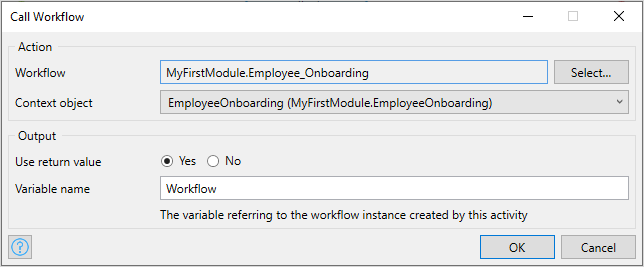 Call Workflow
Action
Workflow MyFirstModule.Employee_Onboarding Select...
Context object EmployeeOnboarding (MyFirstModule.EmployeeOnboarding)
Output
Use return value Yes No
Variable name Workflow
The variable referring to the workflow instance created by this activity
? OK Cancel